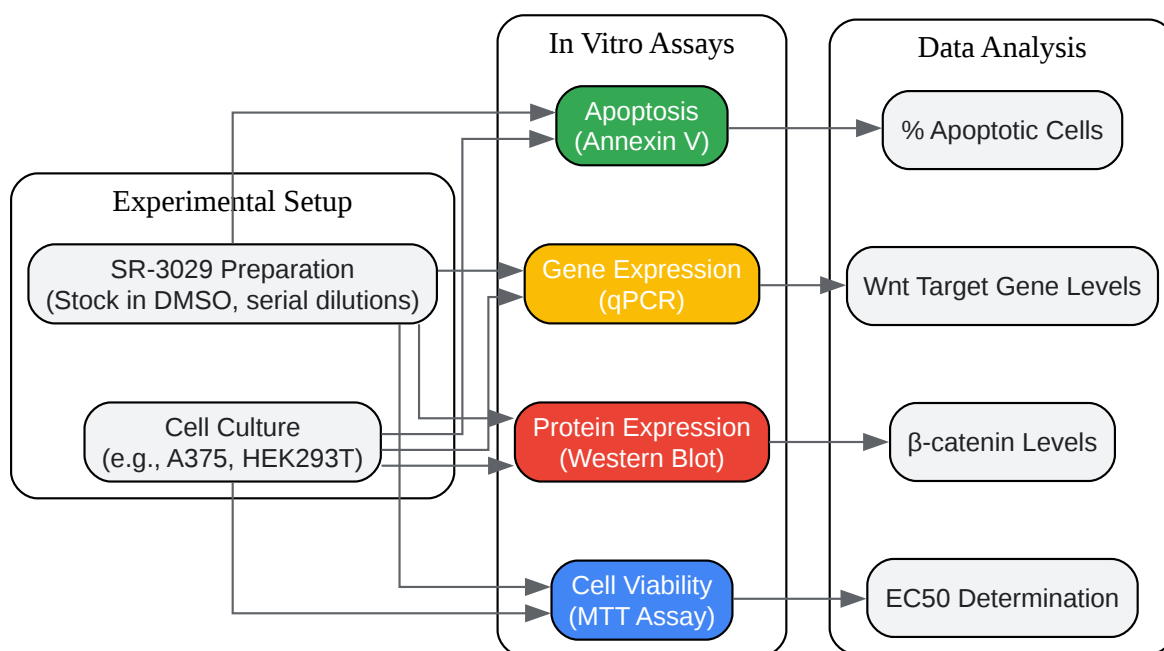 Experimental Setup
SR-3029 Preparation
(Stock in DMSO, serial dilutions)
Cell Culture
(e.g., A375, HEK293T)
In Vitro Assays
Apoptosis
(Annexin V)
Gene Expression
(qPCR)
Protein Expression
(Western Blot)
Cell Viability
(MTT Assay)
Data Analysis
% Apoptotic Cells
Wnt Target Gene Levels
β-catenin Levels
EC50 Determination